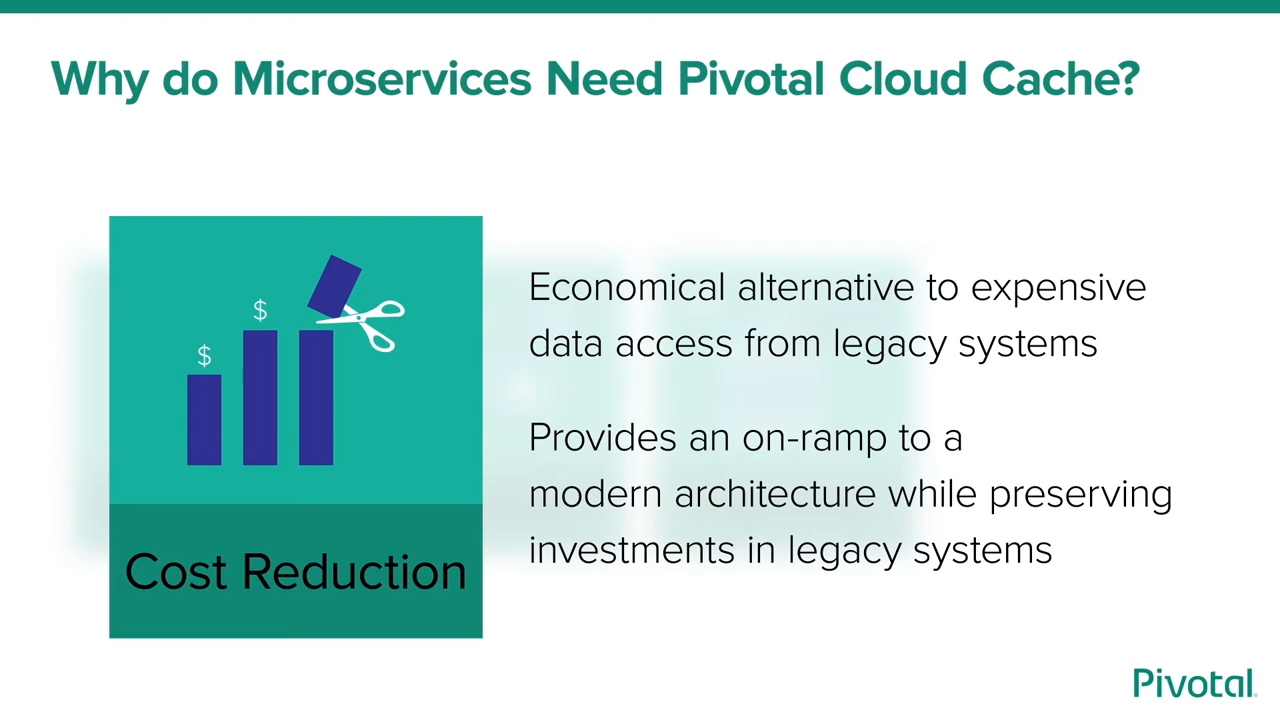 Why do Microservices Need Pivotal Cloud Cache?
$
$
Cost Reduction
Economical alternative to expensive
data access from legacy systems
Provides an on-ramp to a
modern architecture while preserving
investments in legacy systems
Pivotal